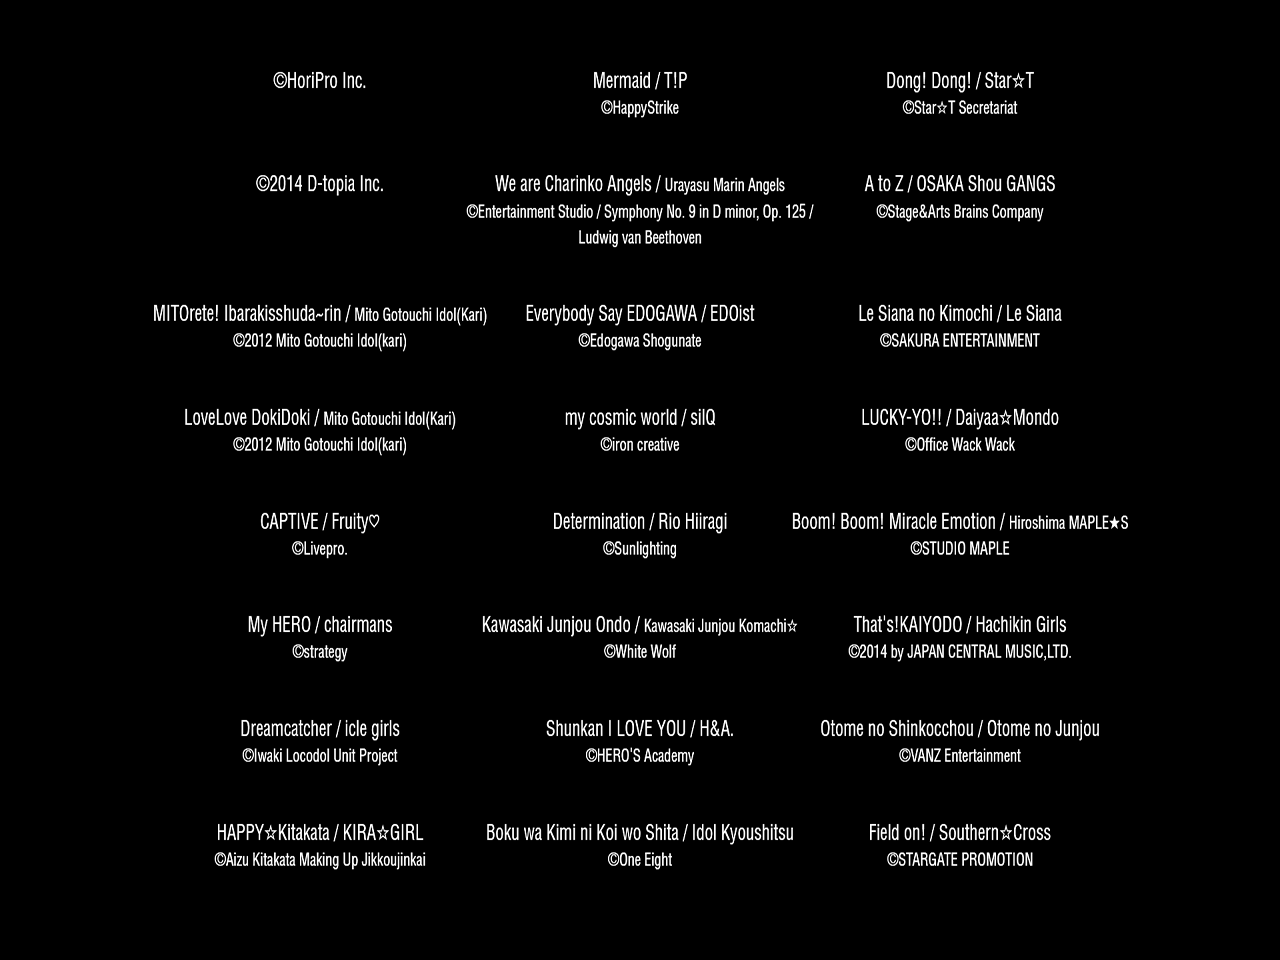 ©HoriPro Inc.
©2014 D-topia Inc.
MITOrete! Ibarakisshuda~rin / Mito Gotouchi Idol(Kari)
©2012 Mito Gotouchi Idol(kari)
LoveLove DokiDoki / Mito Gotouchi Idol(Kari)
©2012 Mito Gotouchi Idol(kari)
CAPTIVE / Fruity♡
©Livepro.
My HERO / chairmans
©strategy
Dreamcatcher / icle girls
©Iwaki Locodol Unit Project
HAPPY☆Kitakata / KIRA☆GIRL
©Aizu Kitakata Making Up Jikkoujinkai
Mermaid / T!P
©HappyStrike
We are Charinko Angels / Urayasu Marin Angels
©Entertainment Studio / Symphony No. 9 in D minor, Op. 125 /
Ludwig van Beethoven
Everybody Say EDOGAWA / EDOist
©Edogawa Shogunate
my cosmic world / silQ
©iron creative
Determination / Rio Hiiragi
©Sunlighting
Kawasaki Junjou Ondo / Kawasaki Junjou Komachi☆
©White Wolf
Shunkan I LOVE YOU / H&A.
©HERO'S Academy
Boku wa Kimi ni Koi wo Shita / Idol Kyoushitsu
©One Eight
Dong! Dong! / Star☆T
©Star☆T Secretariat
A to Z / OSAKA Shou GANGS
©Stage&Arts Brains Company
Le Siana no Kimochi / Le Siana
©SAKURA ENTERTAINMENT
LUCKY-YO!! / Daiyaa☆Mondo
©Office Wack Wack
Boom! Boom! Miracle Emotion / Hiroshima MAPLE★S
©STUDIO MAPLE
That's!KAIYODO / Hachikin Girls
©2014 by JAPAN CENTRAL MUSIC,LTD.
Otome no Shinkocchou / Otome no Junjou
©VANZ Entertainment
Field on! / Southern☆Cross
©STARGATE PROMOTION